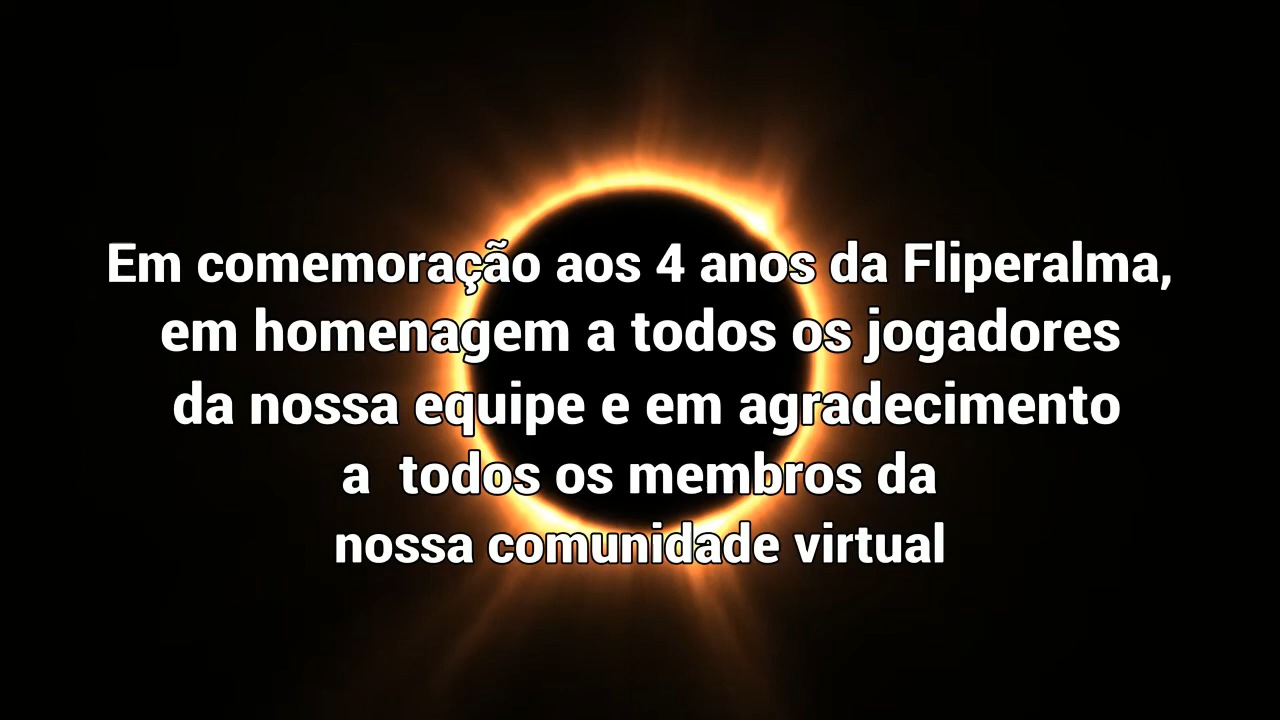 Em comemoração aos 4 anos da Fliperalma,
em homenagem a todos os jogadores
da nossa equipe e em agradecimento
a  todos os membros da
nossa comunidade virtual